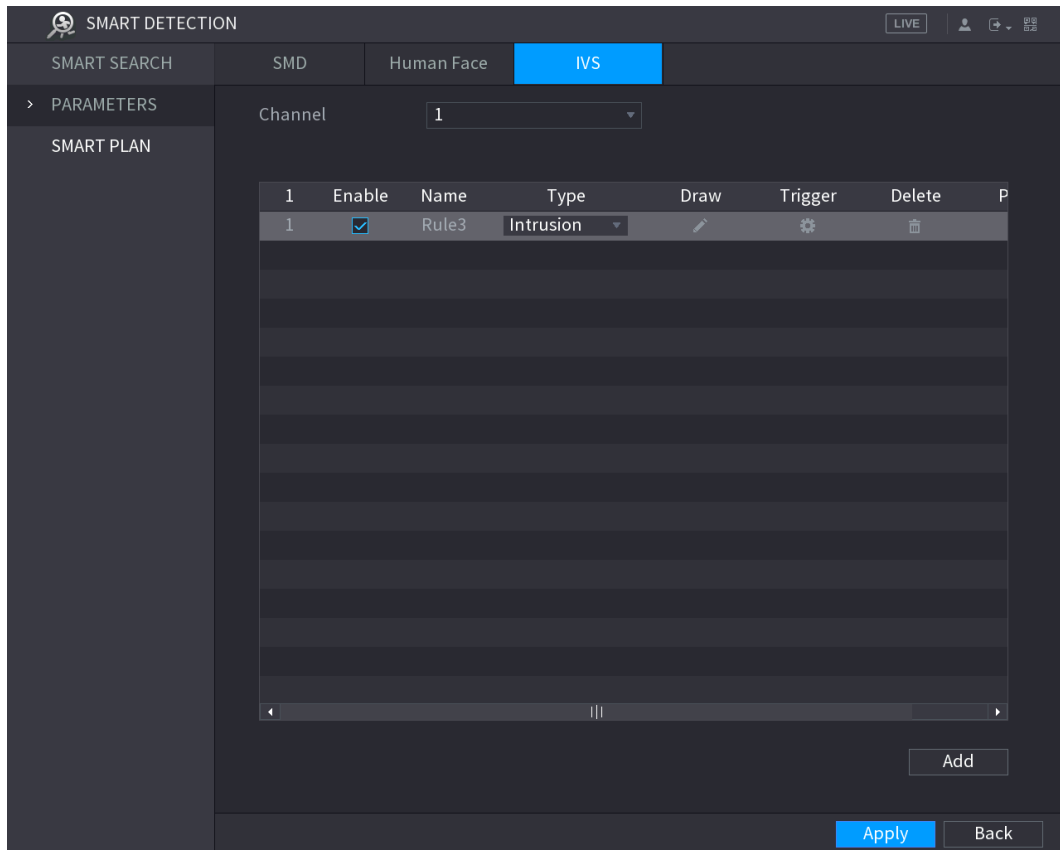 SMART DETECTION LIVE
SMART SEARCH SMD Human Face IVS
PARAMETERS
Channel 1
SMART PLAN
1 Enable Name Type Draw Trigger Delete P
1 Rule3 Intrusion
Add
Apply Back